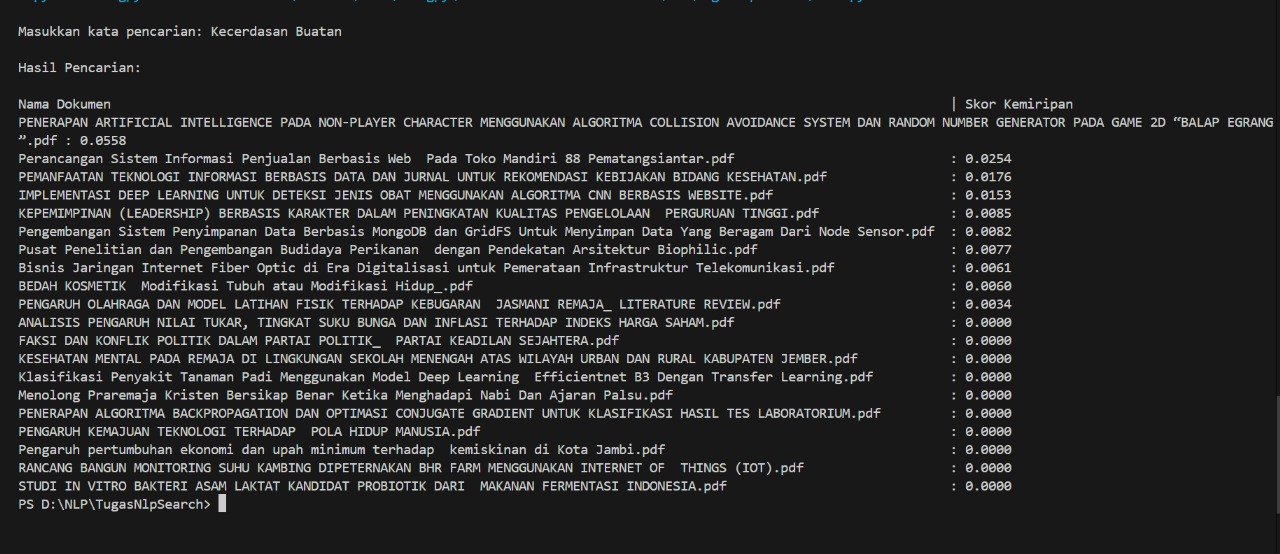 Masukkan kata pencarian: Kecerdasan Buatan
Hasil Pencarian:
Nama Dokumen | Skor Kemiripan
PENERAPAN ARTIFICIAL INTELLIGENCE PADA NON-PLAYER CHARACTER MENGGUNAKAN ALGORITMA COLLISION AVOIDANCE SYSTEM DAN RANDOM NUMBER GENERATOR PADA GAME 2D “BALAP EGRANG
”.pdf : 0.0558
Perancangan Sistem Informasi Penjualan Berbasis Web  Pada Toko Mandiri 88 Pematangsiantar.pdf : 0.0254
PEMANFAATAN TEKNOLOGI INFORMASI BERBASIS DATA DAN JURNAL UNTUK REKOMENDASI KEBIJAKAN BIDANG KESEHATAN.pdf : 0.0176
IMPLEMENTASI DEEP LEARNING UNTUK DETEKSI JENIS OBAT MENGGUNAKAN ALGORITMA CNN BERBASIS WEBSITE.pdf : 0.0153
KEPEMIMPINAN (LEADERSHIP) BERBASIS KARAKTER DALAM PENINGKATAN KUALITAS PENGELOLAAN  PERGURUAN TINGGI.pdf : 0.0085
Pengembangan Sistem Penyimpanan Data Berbasis MongoDB dan GridFS Untuk Menyimpan Data Yang Beragam Dari Node Sensor.pdf : 0.0082
Pusat Penelitian dan Pengembangan Budidaya Perikanan  dengan Pendekatan Arsitektur Biophilic.pdf : 0.0077
Bisnis Jaringan Internet Fiber Optic di Era Digitalisasi untuk Pemerataan Infrastruktur Telekomunikasi.pdf : 0.0061
BEDAH KOSMETIK  Modifikasi Tubuh atau Modifikasi Hidup_.pdf : 0.0060
PENGARUH OLAHRAGA DAN MODEL LATIHAN FISIK TERHADAP KEBUGARAN  JASMANI REMAJA_ LITERATURE REVIEW.pdf : 0.0034
ANALISIS PENGARUH NILAI TUKAR, TINGKAT SUKU BUNGA DAN INFLASI TERHADAP INDEKS HARGA SAHAM.pdf : 0.0000
FAKSI DAN KONFLIK POLITIK DALAM PARTAI POLITIK_  PARTAI KEADILAN SEJAHTERA.pdf : 0.0000
KESEHATAN MENTAL PADA REMAJA DI LINGKUNGAN SEKOLAH MENENGAH ATAS WILAYAH URBAN DAN RURAL KABUPATEN JEMBER.pdf : 0.0000
Klasifikasi Penyakit Tanaman Padi Menggunakan Model Deep Learning  Efficientnet B3 Dengan Transfer Learning.pdf : 0.0000
Menolong Praremaja Kristen Bersikap Benar Ketika Menghadapi Nabi Dan Ajaran Palsu.pdf : 0.0000
PENERAPAN ALGORITMA BACKPROPAGATION DAN OPTIMASI CONJUGATE GRADIENT UNTUK KLASIFIKASI HASIL TES LABORATORIUM.pdf : 0.0000
PENGARUH KEMAJUAN TEKNOLOGI TERHADAP  POLA HIDUP MANUSIA.pdf : 0.0000
Pengaruh pertumbuhan ekonomi dan upah minimum terhadap  kemiskinan di Kota Jambi.pdf : 0.0000
RANCANG BANGUN MONITORING SUHU KAMBING DIPETERNAKAN BHR FARM MENGGUNAKAN INTERNET OF  THINGS (IOT).pdf : 0.0000
STUDI IN VITRO BAKTERI ASAM LAKTAT KANDIDAT PROBIOTIK DARI  MAKANAN FERMENTASI INDONESIA.pdf : 0.0000
PS D:\NLP\TugasNlpSearch>